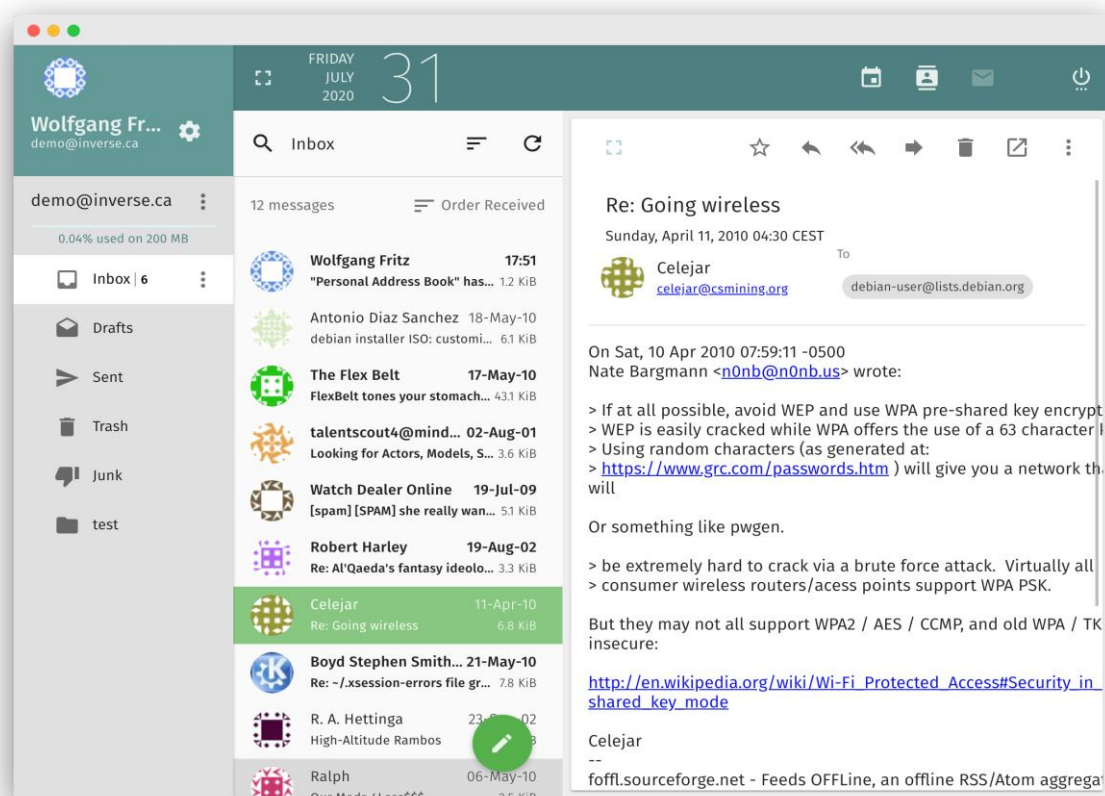 FRIDAY
JULY
2020
31
Wolfgang Fr...
demo@inverse.ca
demo@inverse.ca
0.04% used on 200 MB
Inbox | 6
Drafts
Sent
Trash
Junk
test
Inbox
12 messages Order Received
Wolfgang Fritz 17:51
"Personal Address Book" has... 1.2 KiB
Antonio Diaz Sanchez 18-May-10
debian installer ISO: customi... 6.1 KiB
The Flex Belt 17-May-10
FlexBelt tones your stomach... 43.1 KiB
talentscout4@mind... 02-Aug-01
Looking for Actors, Models, S... 3.6 KiB
Watch Dealer Online 19-Jul-09
[spam] [SPAM] she really wan... 5.1 KiB
Robert Harley 19-Aug-02
Re: Al'Qaeda's fantasy ideolo... 3.3 KiB
Celejar 11-Apr-10
Re: Going wireless 6.8 KiB
Boyd Stephen Smith... 21-May-10
Re: ~/.xsession-errors file gr... 7.8 KiB
R. A. Hettinga
High-Altitude Rambos
Ralph 06-May-10
Re: Going wireless
Sunday, April 11, 2010 04:30 CEST
Celejar
celejar@csmining.org
To
debian-user@lists.debian.org
On Sat, 10 Apr 2010 07:59:11 -0500
Nate Bargmann <n0nb@n0nb.us> wrote:
> If at all possible, avoid WEP and use WPA pre-shared key encrypt
> WEP is easily cracked while WPA offers the use of a 63 character
> Using random characters (as generated at:
> https://www.grc.com/passwords.htm ) will give you a network th
will
Or something like pwgen.
> be extremely hard to crack via a brute force attack. Virtually all
> consumer wireless routers/acess points support WPA PSK.
But they may not all support WPA2 / AES / CCMP, and old WPA / TK
insecure:
http://en.wikipedia.org/wiki/Wi-Fi_Protected_Access#Security_in_
shared_key_mode
Celejar
--
foffl.sourceforge.net - Feeds OFFLine, an offline RSS/Atom aggrega